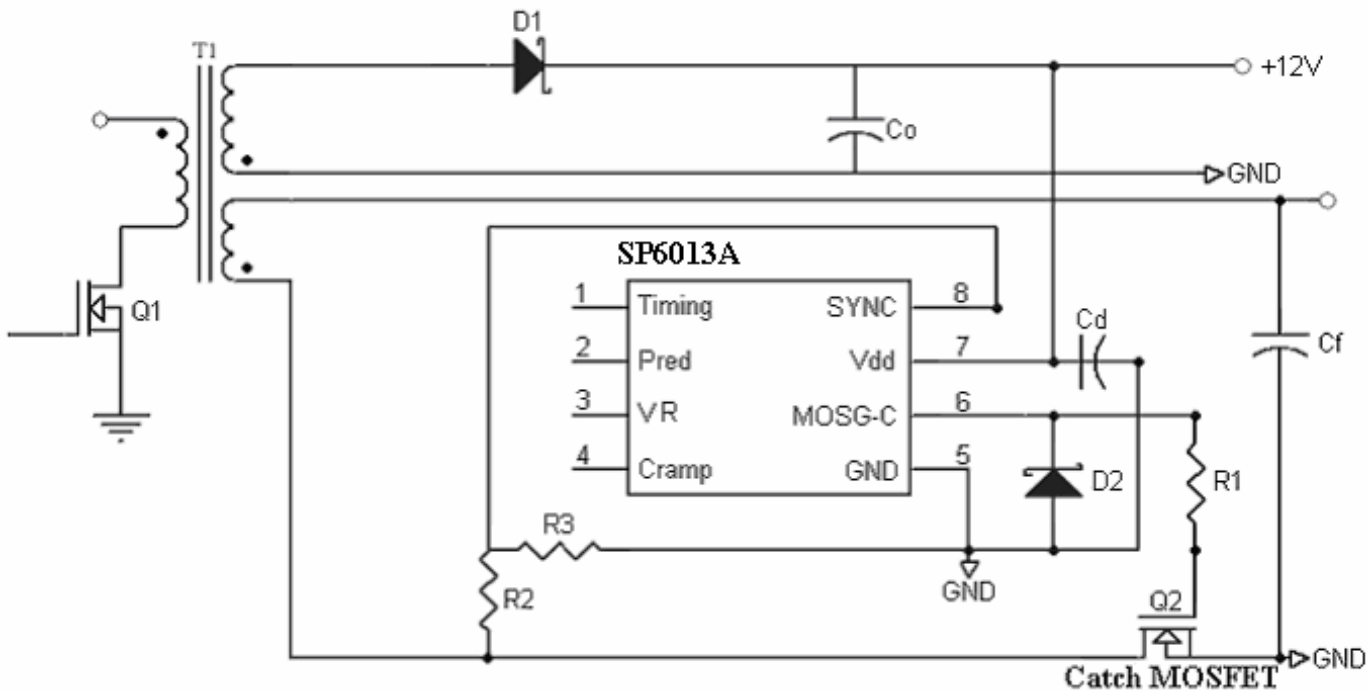 D1
T1
+12V
Co
GND
SP6013A
Q1
1 Timing SYNC 8
Cd
Cf
2 Pred Vdd 7
3 VR MOSG-C 6
4 Cramp GND 5
D2
R1
R3
GND
R2
Q2
GND
Catch MOSFET